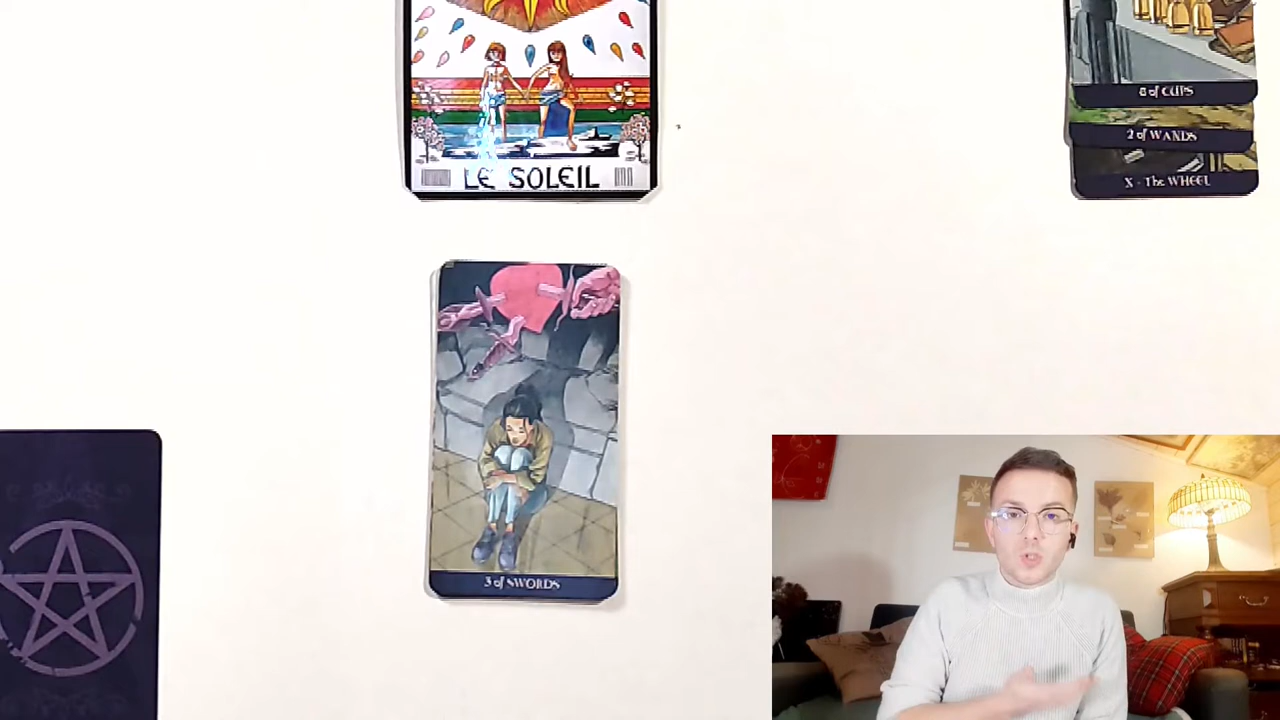 LE SOLEIL
8 of CUPS
2 of WANDS
X - The WHEEL
3 of SWORDS